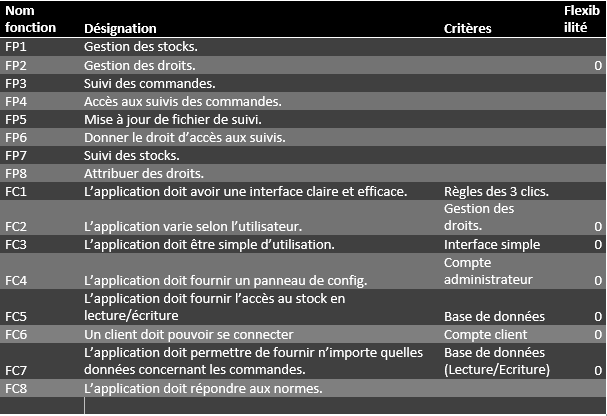 Nom fonction Désignation Critères Flexib ilité
FP1 Gestion des stocks.
FP2 Gestion des droits. 0
FP3 Suivi des commandes.
FP4 Accès aux suivis des commandes.
FP5 Mise à jour de fichier de suivi.
FP6 Donner le droit d’accès aux suivis.
FP7 Suivi des stocks.
FP8 Attribuer des droits.
FC1 L’application doit avoir une interface claire et efficace. Règles des 3 clics.
FC2 L’application varie selon l’utilisateur. Gestion des droits. 0
FC3 L’application doit être simple d’utilisation. Interface simple 0
FC4 L’application doit fournir un panneau de config. Compte administrateur 0
FC5 L’application doit fournir l’accès au stock en lecture/écriture Base de données 0
FC6 Un client doit pouvoir se connecter Compte client 0
FC7 L’application doit permettre de fournir n’importe quelles données concernant les commandes. Base de données (Lecture/Ecriture) 0
FC8 L’application doit répondre aux normes.